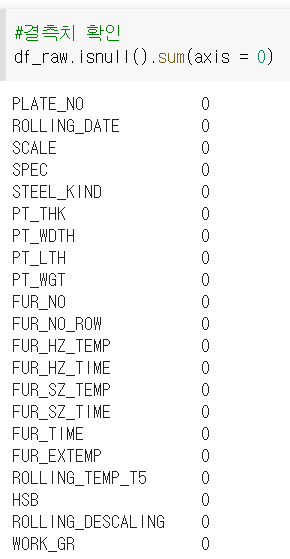 #결측치 확인
df_raw.isnull().sum(axis = 0)
PLATE_NO 0
ROLLING_DATE 0
SCALE 0
SPEC 0
STEEL_KIND 0
PT_THK 0
PT_WDTH 0
PT_LTH 0
PT_WGT 0
FUR_NO 0
FUR_NO_ROW 0
FUR_HZ_TEMP 0
FUR_HZ_TIME 0
FUR_SZ_TEMP 0
FUR_SZ_TIME 0
FUR_TIME 0
FUR_EXTEMP 0
ROLLING_TEMP_T5 0
HSB 0
ROLLING_DESCALING 0
WORK_GR 0